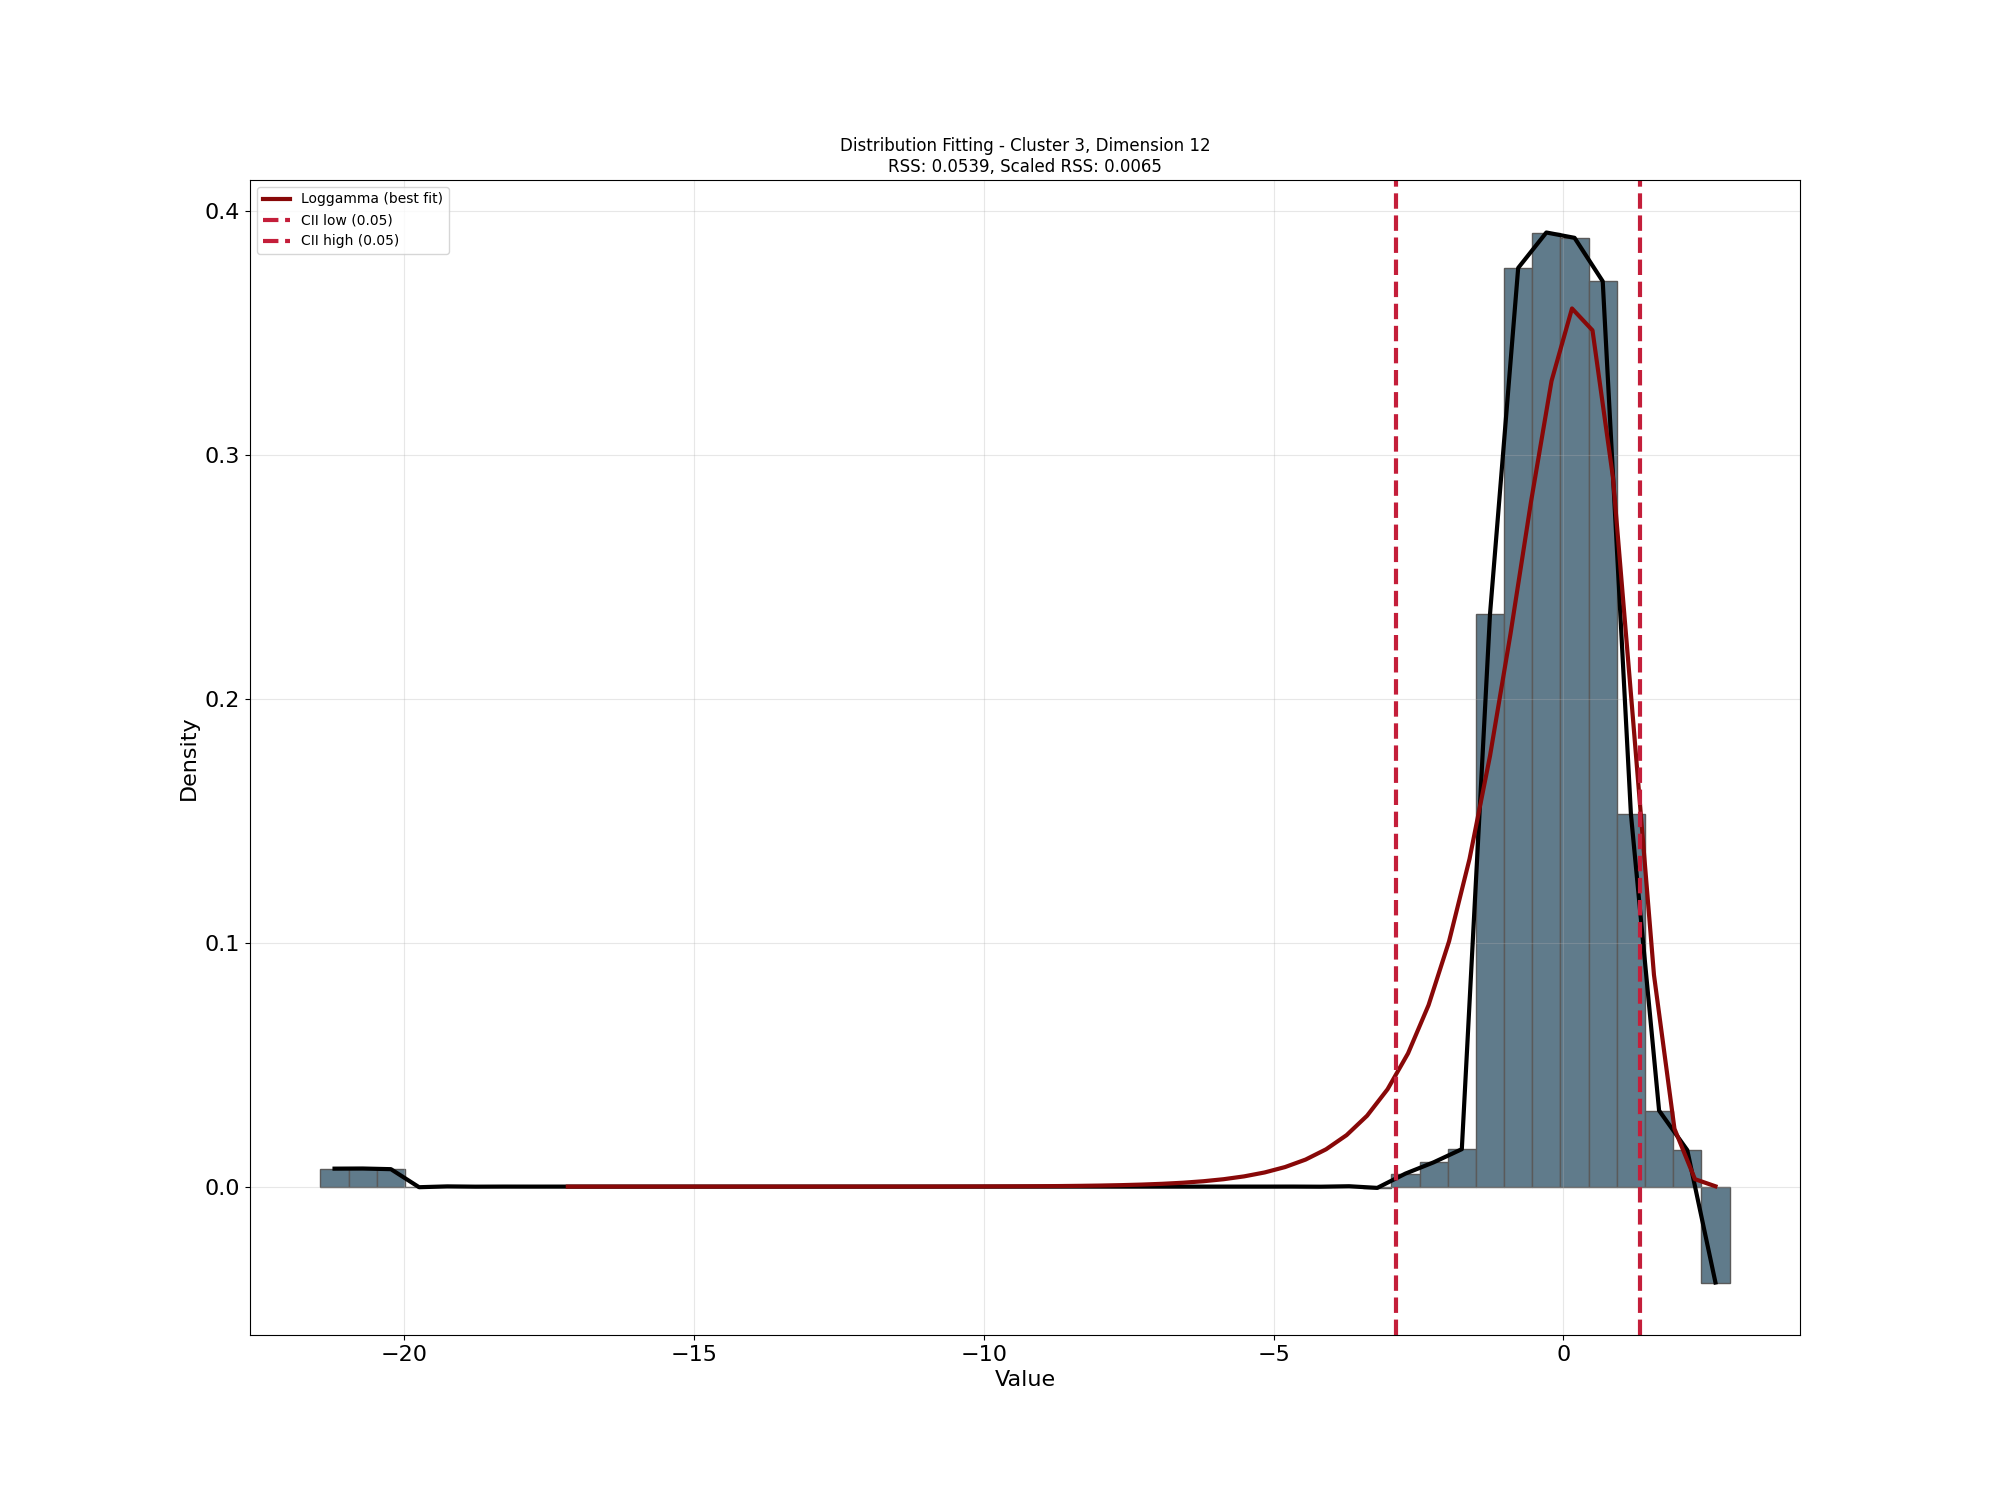 Distribution Fitting - Cluster 3, Dimension 12
RSS: 0.0539, Scaled RSS: 0.0065
Loggamma (best fit)
CII low (0.05)
CII high (0.05)
0.4
0.3
0.2
0.1
0.0
Density
−20
−15
−10
−5
0
Value